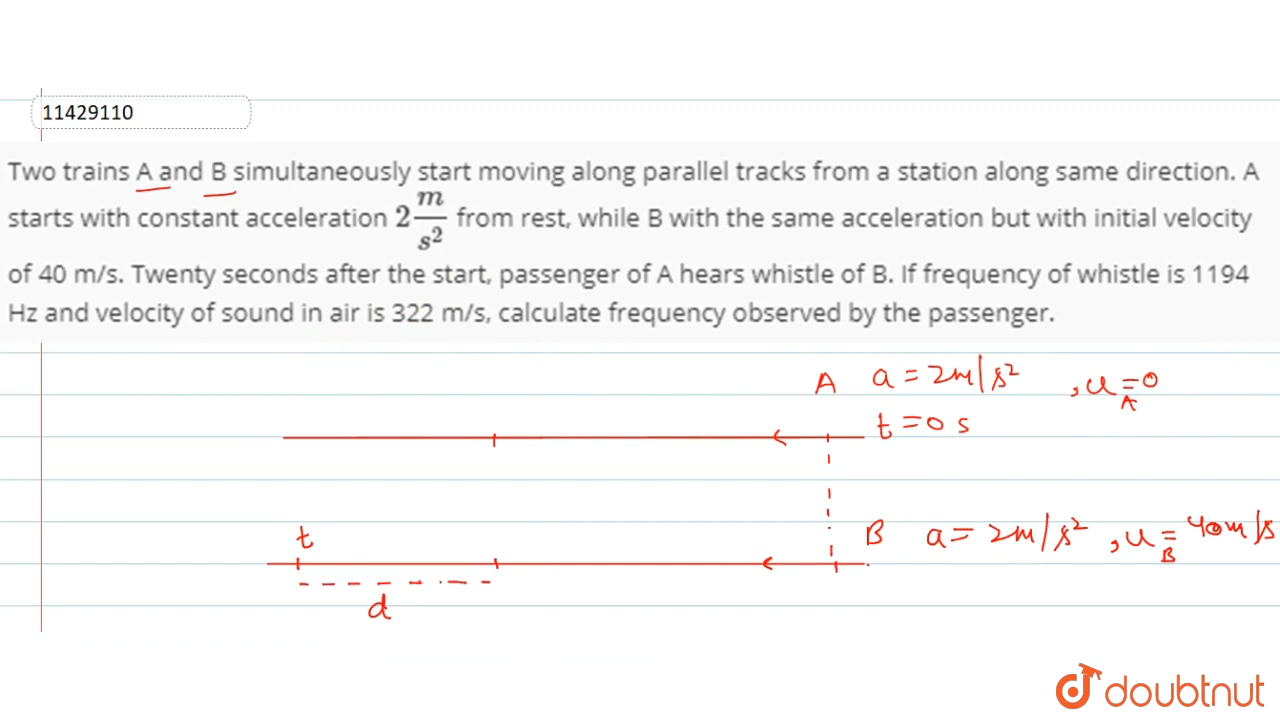 11429110
Two trains A and B simultaneously start moving along parallel tracks from a station along same direction. A
starts with constant acceleration 2 m/s² from rest, while B with the same acceleration but with initial velocity
of 40 m/s. Twenty seconds after the start, passenger of A hears whistle of B. If frequency of whistle is 1194
Hz and velocity of sound in air is 322 m/s, calculate frequency observed by the passenger.
A a = 2m/s² , u_A = 0
t = 0 s
t
B a = 2m/s² , u_B = 40m/s
d
doubtnut